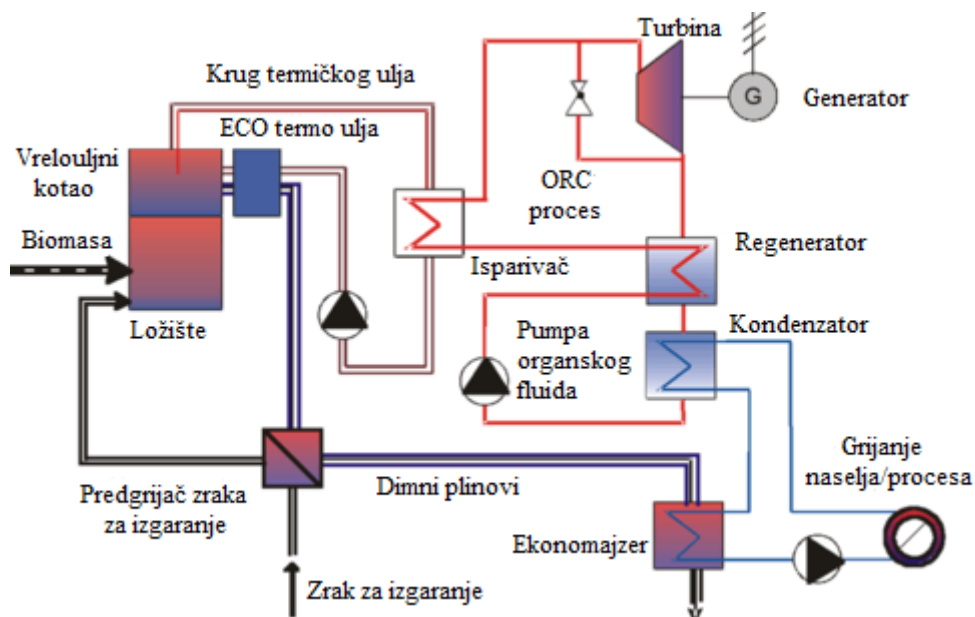 Turbina
Krug termičkog ulja
G
Generator
ECO termo ulja
Vrelouljni
kotao
ORC
proces
Biomasa
Regenerator
Isparivač
Ložište
Kondenzator
Pumpa
organskog
fluida
Grijanje
naselja/procesa
Predgrijač zraka
za izgaranje
Dimni plinovi
Ekonomajzer
Zrak za izgaranje